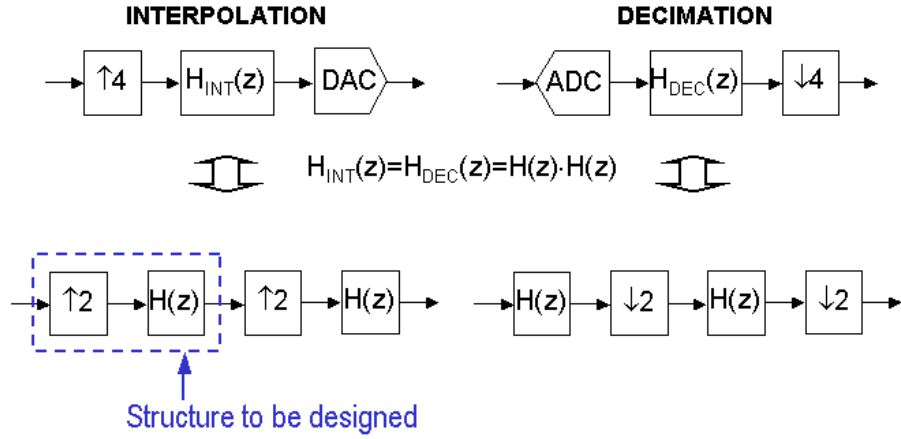 INTERPOLATION DECIMATION
↑4 H_INT(z) DAC ADC H_DEC(z) ↓4
H_INT(z)=H_DEC(z)=H(z)·H(z)
↑2 H(z) ↑2 H(z) H(z) ↓2 H(z) ↓2
Structure to be designed